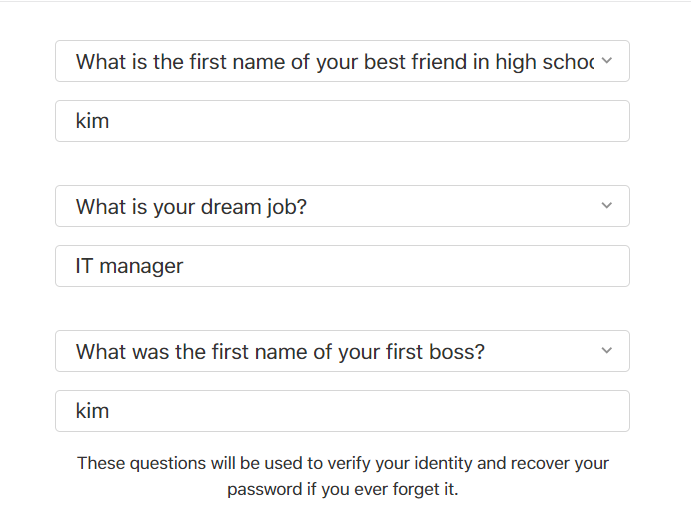 What is the first name of your best friend in high schoo
kim
What is your dream job?
IT manager
What was the first name of your first boss?
kim
These questions will be used to verify your identity and recover your
password if you ever forget it.